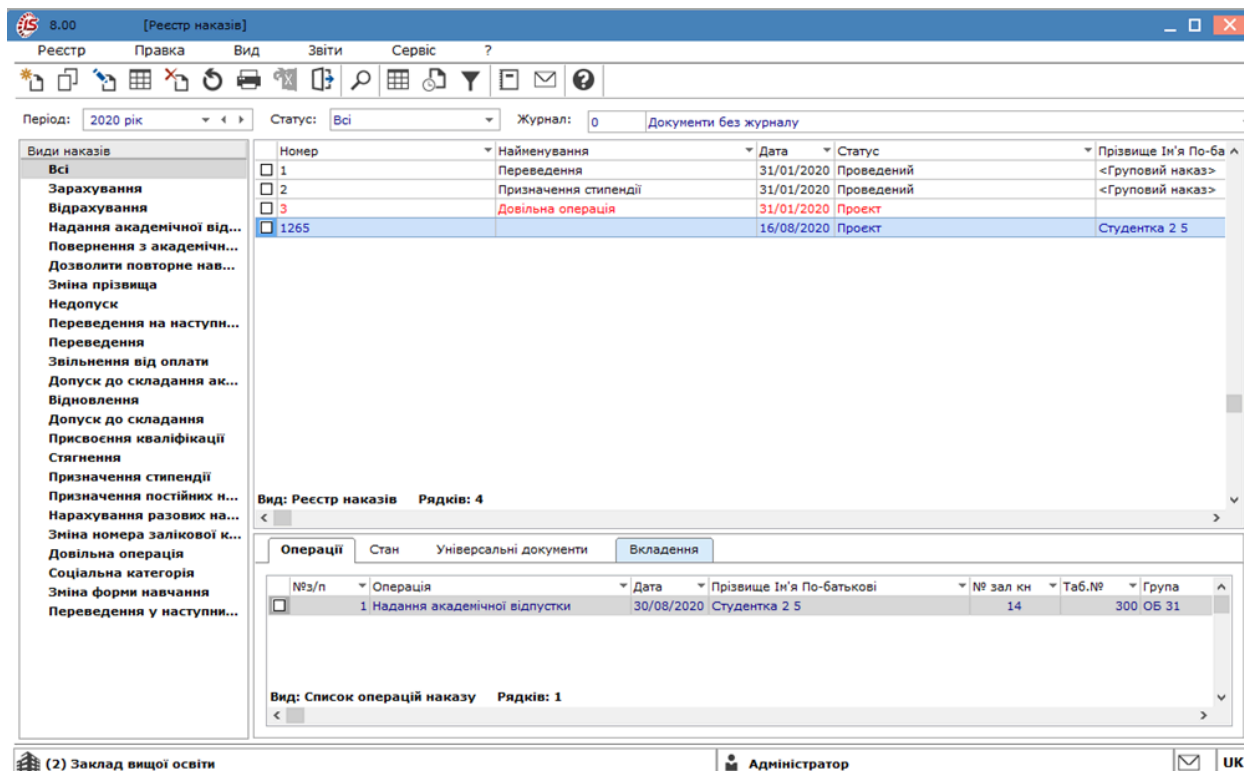 8.00 [Реєстр наказів]
Реєстр Правка Вид Звіти Сервіс ?
Період: 2020 рік Статус: Всі Журнал: 0 Документи без журналу
Види наказів
Всі
Зарахування
Відрахування
Надання академічної від...
Повернення з академічн...
Дозволити повторне нав...
Зміна прізвища
Недопуск
Переведення на наступн...
Переведення
Звільнення від оплати
Допуск до складання ак...
Відновлення
Допуск до складання
Присвоєння кваліфікації
Стягнення
Призначення стипендії
Призначення постійних н...
Нарахування разових на...
Зміна номера залікової к...
Довільна операція
Соціальна категорія
Зміна форми навчання
Переведення у наступни...
Номер Найменування Дата Статус Прізвище Ім'я По-ба
1 Переведення 31/01/2020 Проведений <Груповий наказ>
2 Призначення стипендії 31/01/2020 Проведений <Груповий наказ>
3 Довільна операція 31/01/2020 Проєкт
1265 16/08/2020 Проєкт Студентка 2 5
Вид: Реєстр наказів Рядків: 4
Операції Стан Універсальні документи Вкладення
№з/п Операція Дата Прізвище Ім'я По-батькові № зал кн Таб.№ Група
1 Надання академічної відпустки 30/08/2020 Студентка 2 5 14 300 ОБ 31
Вид: Список операцій наказу Рядків: 1
(2) Заклад вищої освіти Адміністратор UK